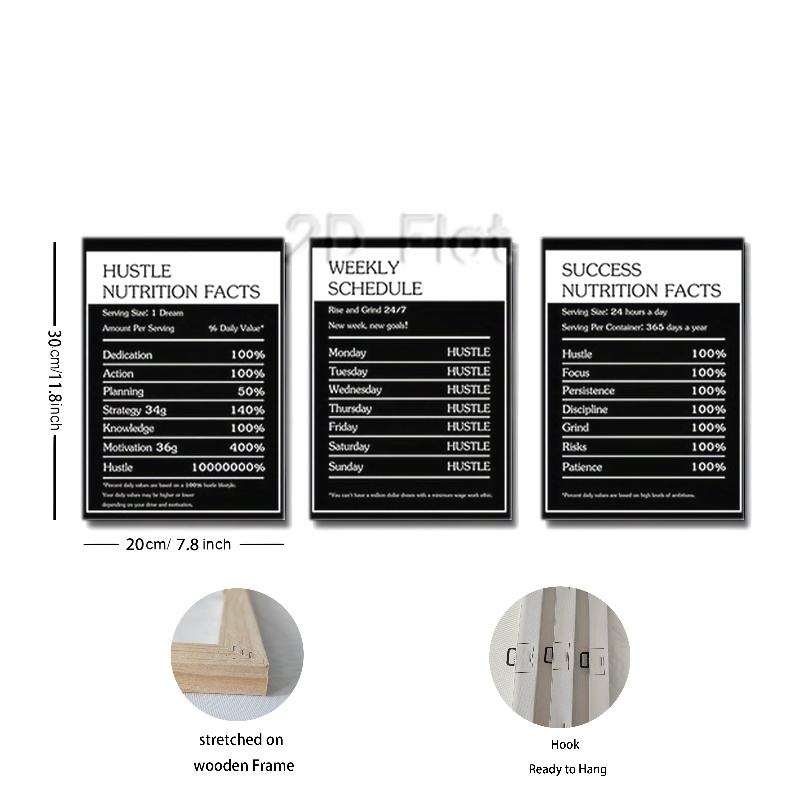 2D Flot
HUSTLE
NUTRITION FACTS
Serving Size: 1 Dream
Amount Per Serving % Daily Value*
Dedication 100%
Action 100%
Planning 50%
Strategy 34g 140%
Knowledge 100%
Motivation 36g 400%
Hustle 10000000%
*Percent daily values are based on a 100% hustle lifestyle.
Your daily values may be higher or lower
depending on your drive and motivation.
WEEKLY
SCHEDULE
Rise and Grind 24/7
New week, new goals!
Monday HUSTLE
Tuesday HUSTLE
Wednesday HUSTLE
Thursday HUSTLE
Friday HUSTLE
Saturday HUSTLE
Sunday HUSTLE
*You can't have a million dollar dream with a minimum wage work ethic.
SUCCESS
NUTRITION FACTS
Serving Size: 24 hours a day
Serving Per Container: 365 days a year
Hustle 100%
Focus 100%
Persistence 100%
Discipline 100%
Grind 100%
Risks 100%
Patience 100%
*Percent daily values are based on high levels of ambitions.
30cm/11.8inch
20cm/ 7.8 inch
stretched on
wooden Frame
Hook
Ready to Hang